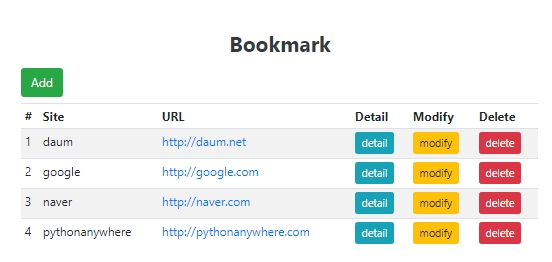 Bookmark
Add
# Site URL Detail Modify Delete
1 daum http://daum.net detail modify delete
2 google http://google.com detail modify delete
3 naver http://naver.com detail modify delete
4 pythonanywhere http://pythonanywhere.com detail modify delete